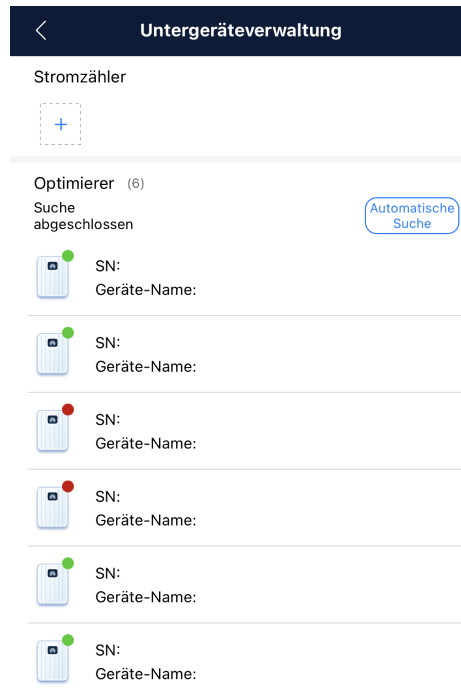 Untergeräteverwaltung
Stromzähler
+
Optimierer (6)
Suche
abgeschlossen
Automatische
Suche
SN:
Geräte-Name:
SN:
Geräte-Name:
SN:
Geräte-Name:
SN:
Geräte-Name:
SN:
Geräte-Name:
SN:
Geräte-Name: